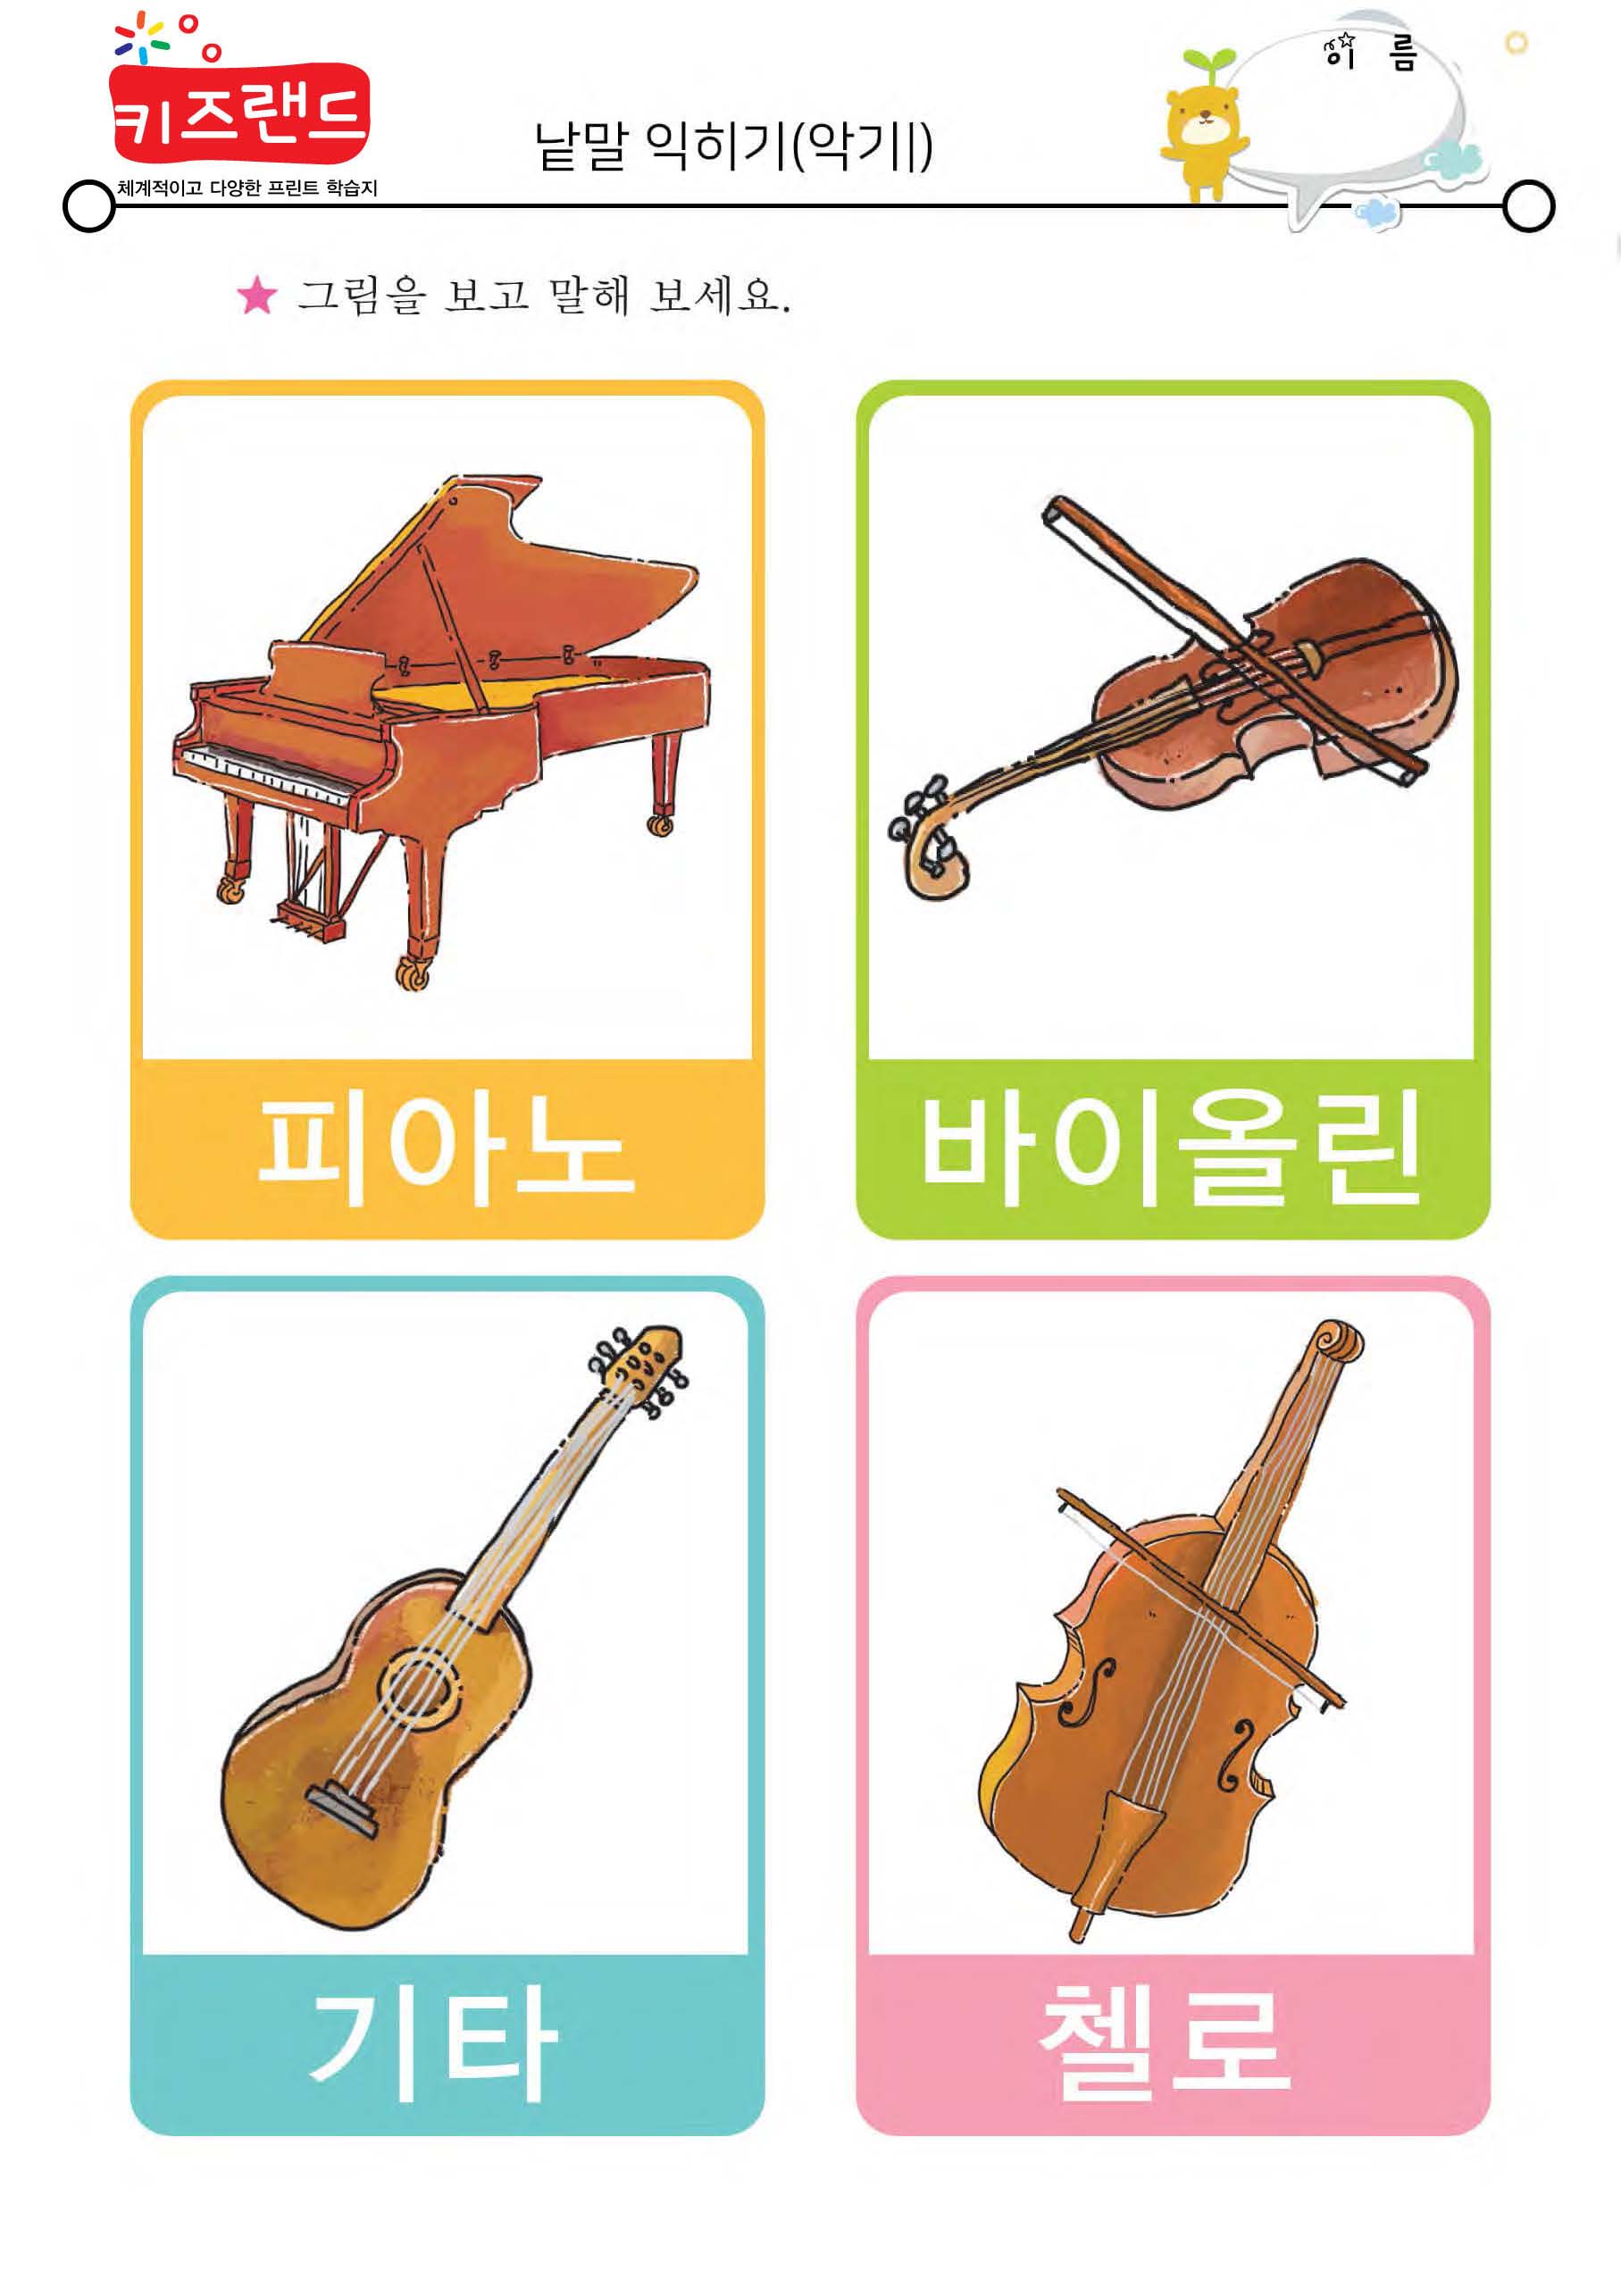 키즈랜드
체계적이고 다양한 프린트 학습지
낱말 익히기(악기|)
이 름
★ 그림을 보고 말해 보세요.
피아노
바이올린
기타
첼로